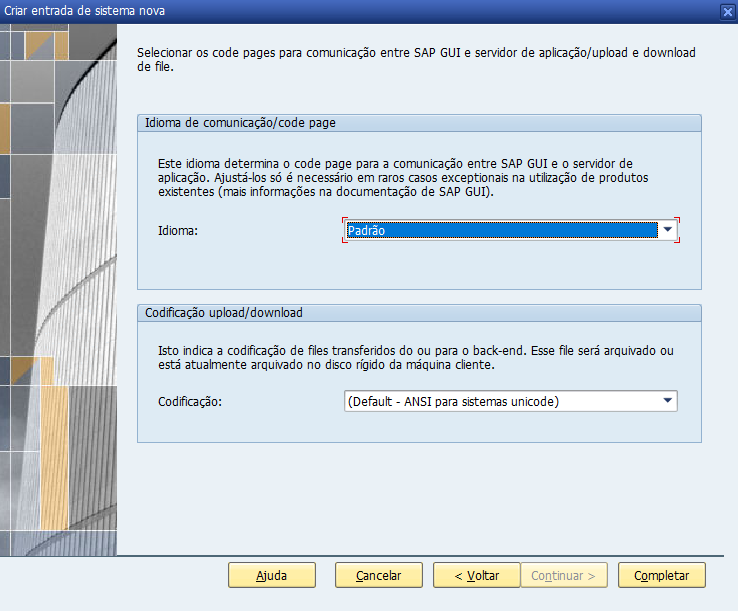 Criar entrada de sistema nova
Selecionar os code pages para comunicação entre SAP GUI e servidor de aplicação/upload e download
de file.
Idioma de comunicação/code page
Este idioma determina o code page para a comunicação entre SAP GUI e o servidor de
aplicação. Ajustá-los só é necessário em raros casos exceptionais na utilização de produtos
existentes (mais informações na documentação de SAP GUI).
Idioma:
Padrão
Codificação upload/download
Isto indica a codificação de files transferidos do ou para o back-end. Esse file será arquivado ou
está atualmente arquivado no disco rígido da máquina cliente.
Codificação:
(Default - ANSI para sistemas unicode)
Ajuda
Cancelar
< Voltar
Continuar >
Completar